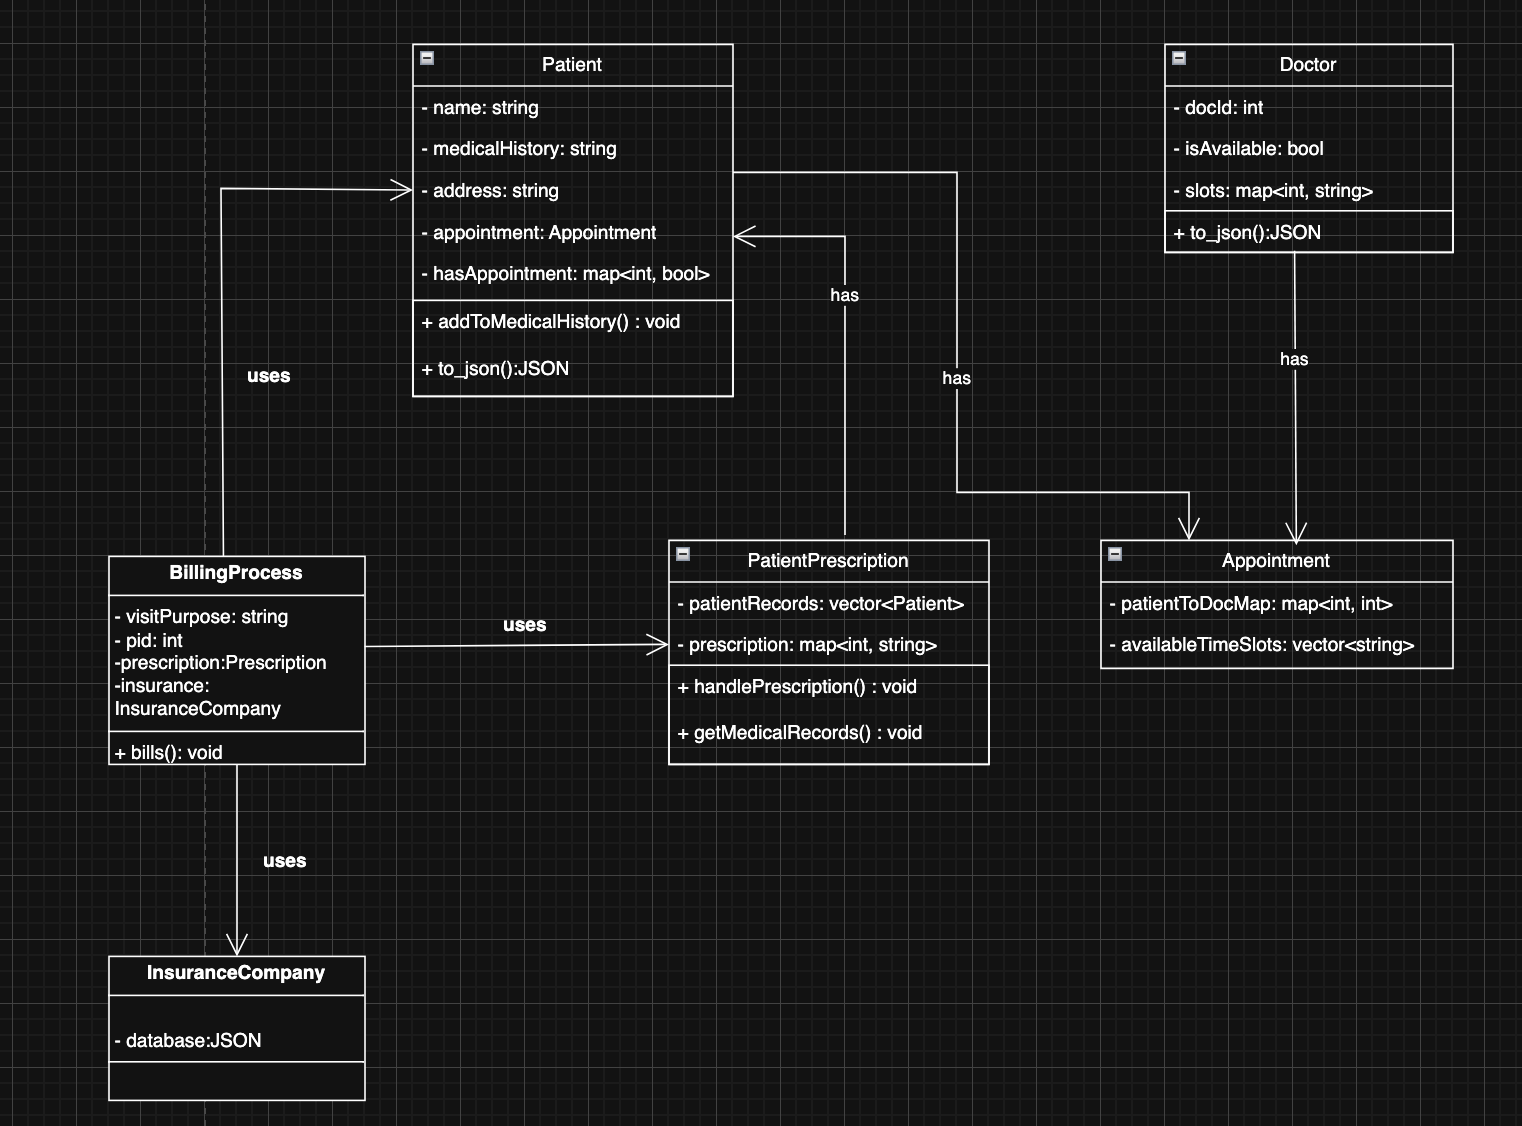 Patient
- name: string
- medicalHistory: string
- address: string
- appointment: Appointment
- hasAppointment: map<int, bool>
+ addToMedicalHistory() : void
+ to_json():JSON
Doctor
- docId: int
- isAvailable: bool
- slots: map<int, string>
+ to_json():JSON
has
has
has
uses
BillingProcess
- visitPurpose: string
- pid: int
-prescription:Prescription
-insurance:
InsuranceCompany
+ bills(): void
uses
PatientPrescription
- patientRecords: vector<Patient>
- prescription: map<int, string>
+ handlePrescription() : void
+ getMedicalRecords() : void
Appointment
- patientToDocMap: map<int, int>
- availableTimeSlots: vector<string>
uses
InsuranceCompany
- database:JSON